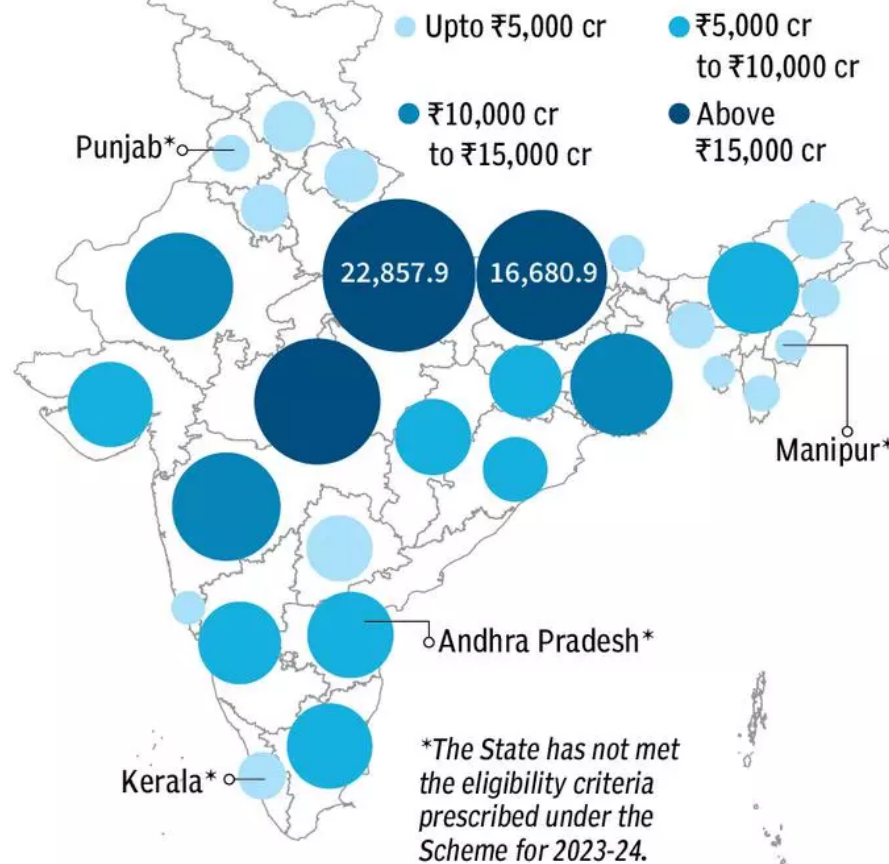 Upto ₹5,000 cr
₹5,000 cr
to ₹10,000 cr
₹10,000 cr
to ₹15,000 cr
Above
₹15,000 cr
Punjab*
22,857.9
16,680.9
Manipur*
Andhra Pradesh*
Kerala*
*The State has not met
the eligibility criteria
prescribed under the
Scheme for 2023-24.